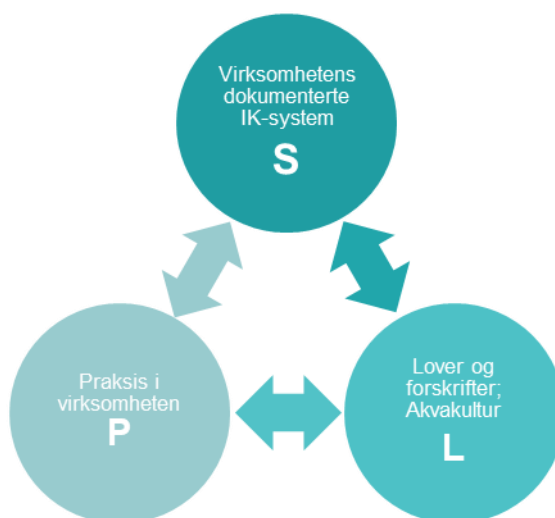 Virksomhetens
dokumenterte
IK-system
S
Praksis i
virksomheten
P
Lover og
forskrifter;
Akvakultur
L